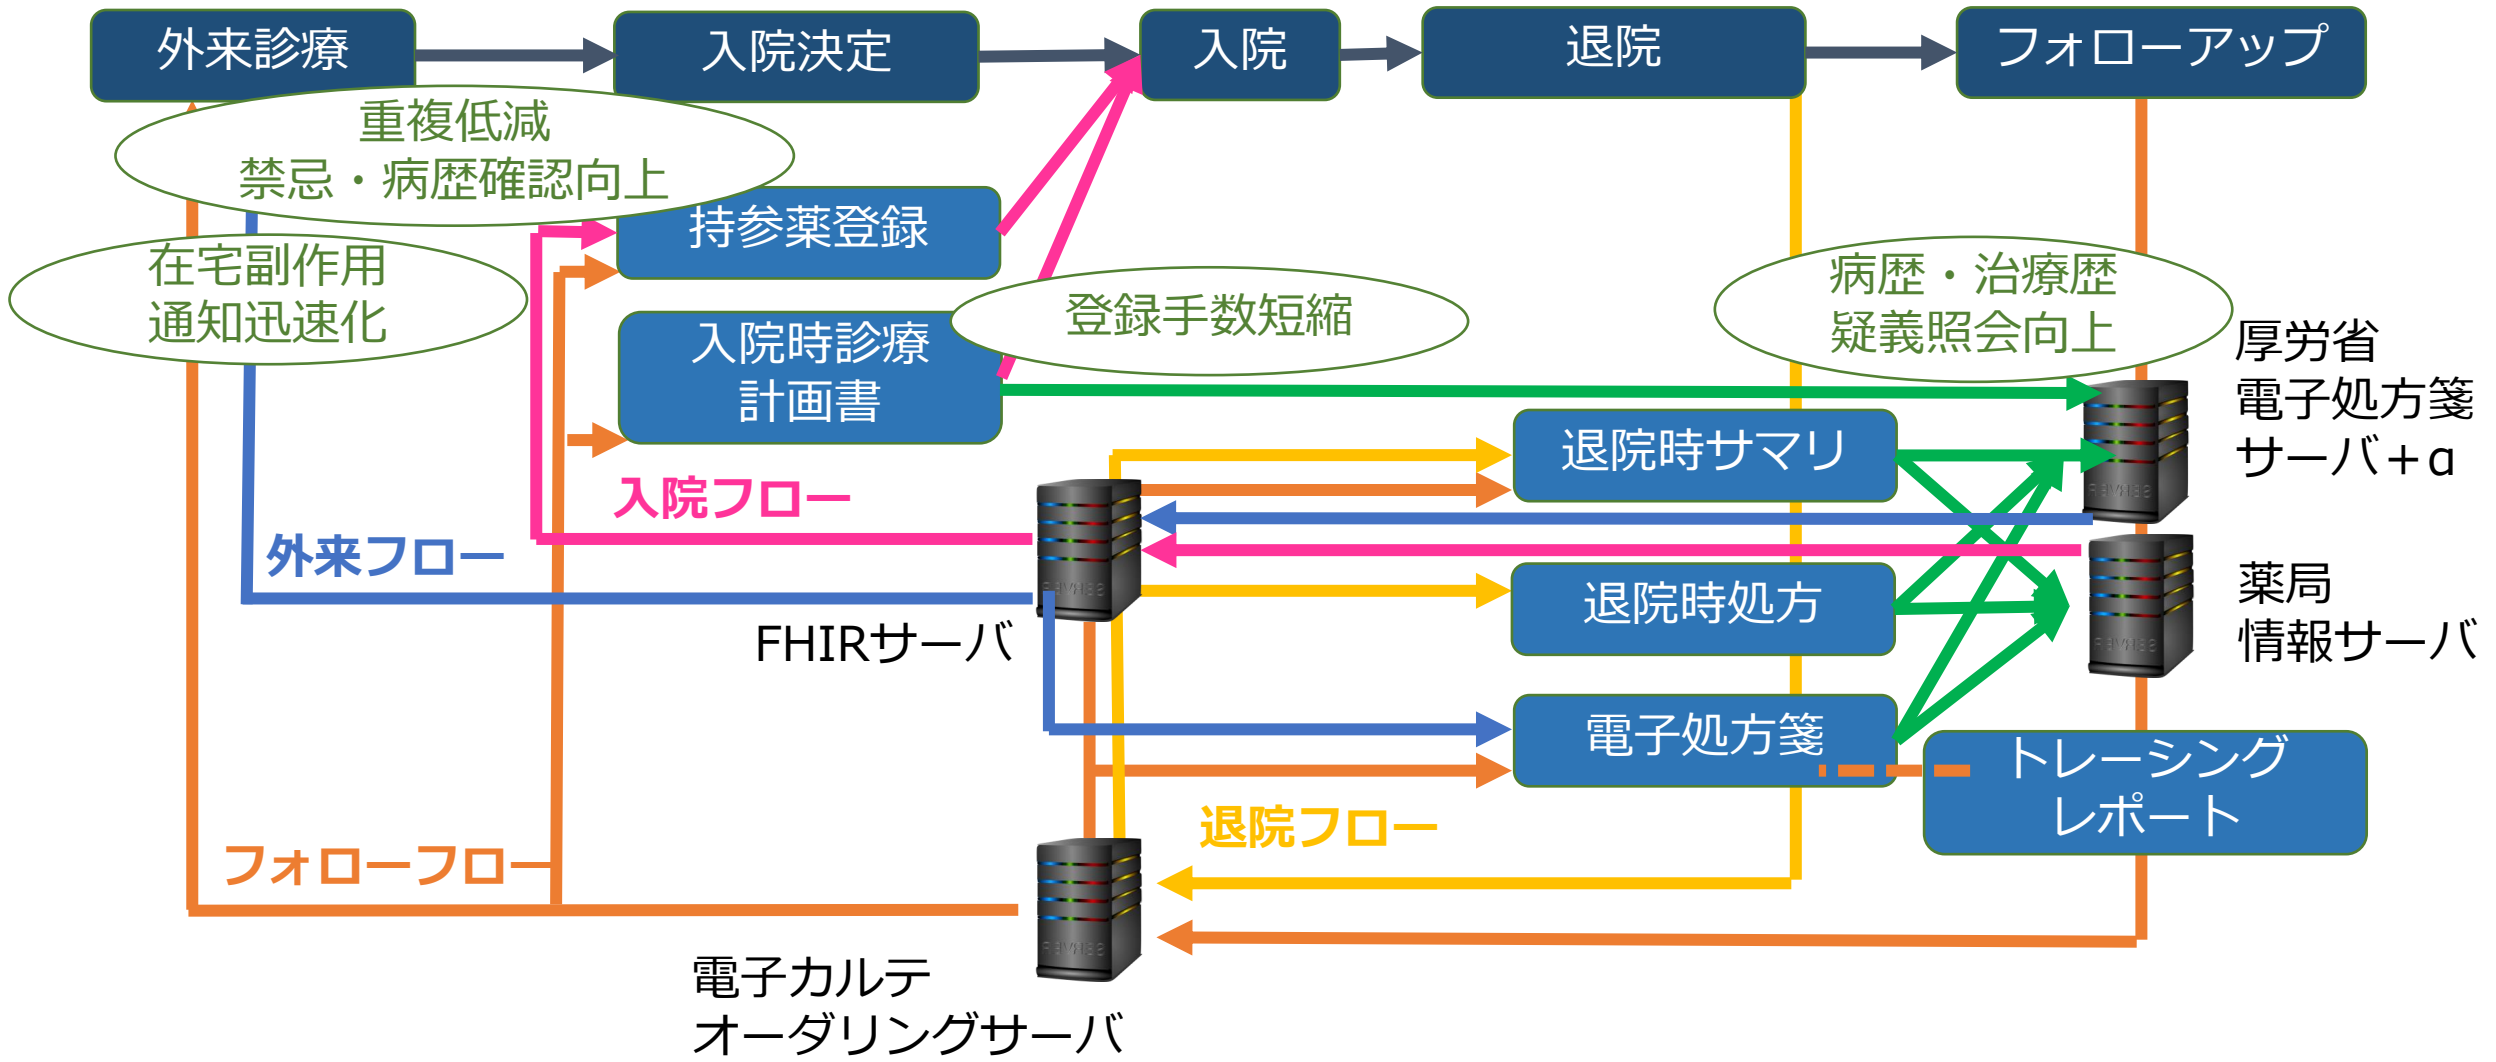 外来診療
入院決定
入院
退院
フォローアップ
重複低減
禁忌・病歴確認向上
持参薬登録
在宅副作用
通知迅速化
入院時診療
計画書
登録手数短縮
病歴・治療歴
疑義照会向上
厚労省
電子処方箋
サーバ＋α
退院時サマリ
入院フロー
外来フロー
FHIRサーバ
退院時処方
薬局
情報サーバ
電子処方箋
トレーシング
レポート
退院フロー
フォローフロー
電子カルテ
オーダリングサーバ